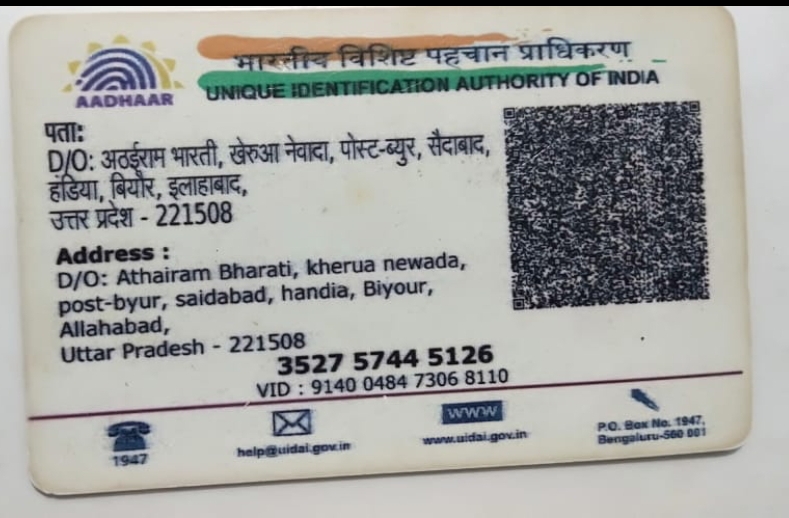 भारतीय विशिष्ट पहचान प्राधिकरण
AADHAAR
UNIQUE IDENTIFICATION AUTHORITY OF INDIA
पता:
D/O: अठईराम भारती, खेरुआ नेवादा, पोस्ट-ब्युर, सैदाबाद,
हंडिया, बियौर, इलाहाबाद,
उत्तर प्रदेश - 221508
Address :
D/O: Athairam Bharati, kherua newada,
post-byur, saidabad, handia, Biyour,
Allahabad,
Uttar Pradesh - 221508
3527 5744 5126
VID : 9140 0484 7306 8110
1947
help@uidai.gov.in
WWW
www.uidai.gov.in
P.O. Box No. 1947,
Bengaluru-560 001